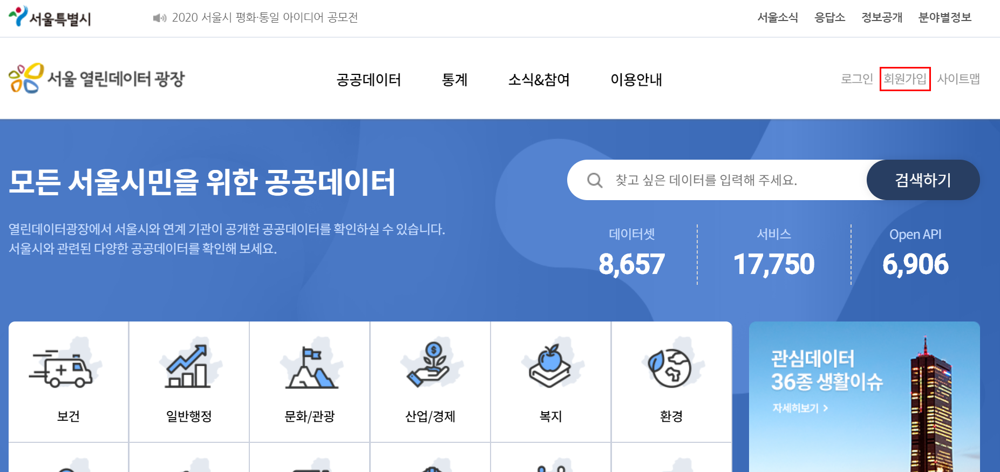 서울특별시
2020 서울시 평화·통일 아이디어 공모전
서울소식 응답소 정보공개 분야별정보
서울 열린데이터 광장
공공데이터 통계 소식&참여 이용안내
로그인 회원가입 사이트맵
모든 서울시민을 위한 공공데이터
찾고 싶은 데이터를 입력해 주세요.
검색하기
열린데이터광장에서 서울시와 연계 기관이 공개한 공공데이터를 확인하실 수 있습니다.
서울시와 관련된 다양한 공공데이터를 확인해 보세요.
데이터셋 서비스 Open API
8,657 17,750 6,906
관심데이터
36종 생활이슈
자세히보기 >
보건 일반행정 문화/관광 산업/경제 복지 환경